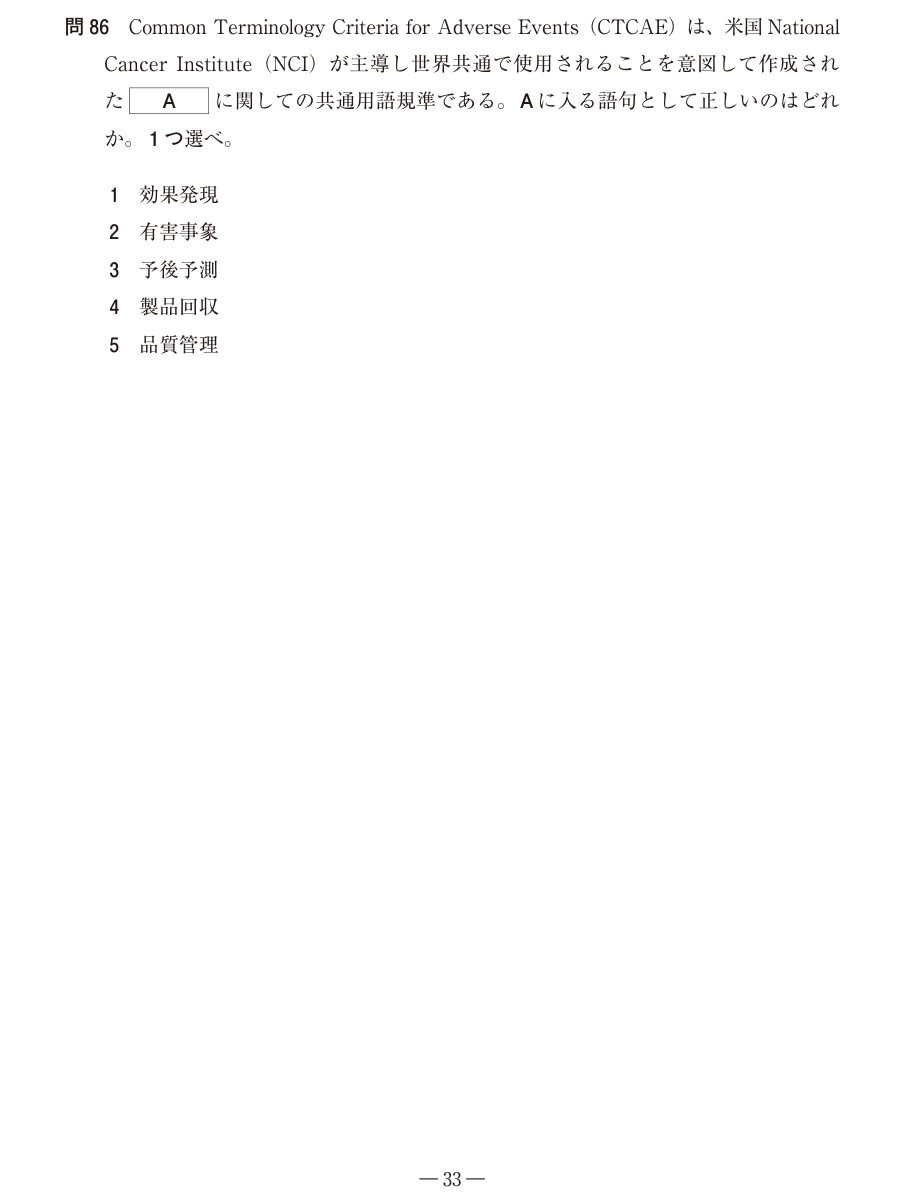 問 86 Common Terminology Criteria for Adverse Events（CTCAE）は、米国 National
Cancer Institute（NCI）が主導し世界共通で使用されることを意図して作成され
た A に関しての共通用語規準である。Aに入る語句として正しいのはどれ
か。1つ選べ。
1 効果発現
2 有害事象
3 予後予測
4 製品回収
5 品質管理
― 33 ―